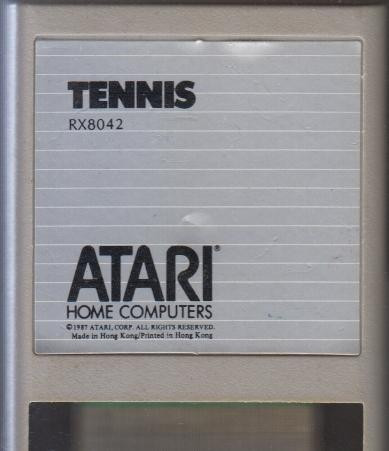 TENNIS
RX8042
ATARI®
HOME COMPUTERS
©1987 ATARI, CORP. ALL RIGHTS RESERVED.
Made in Hong Kong/Printed in Hong Kong